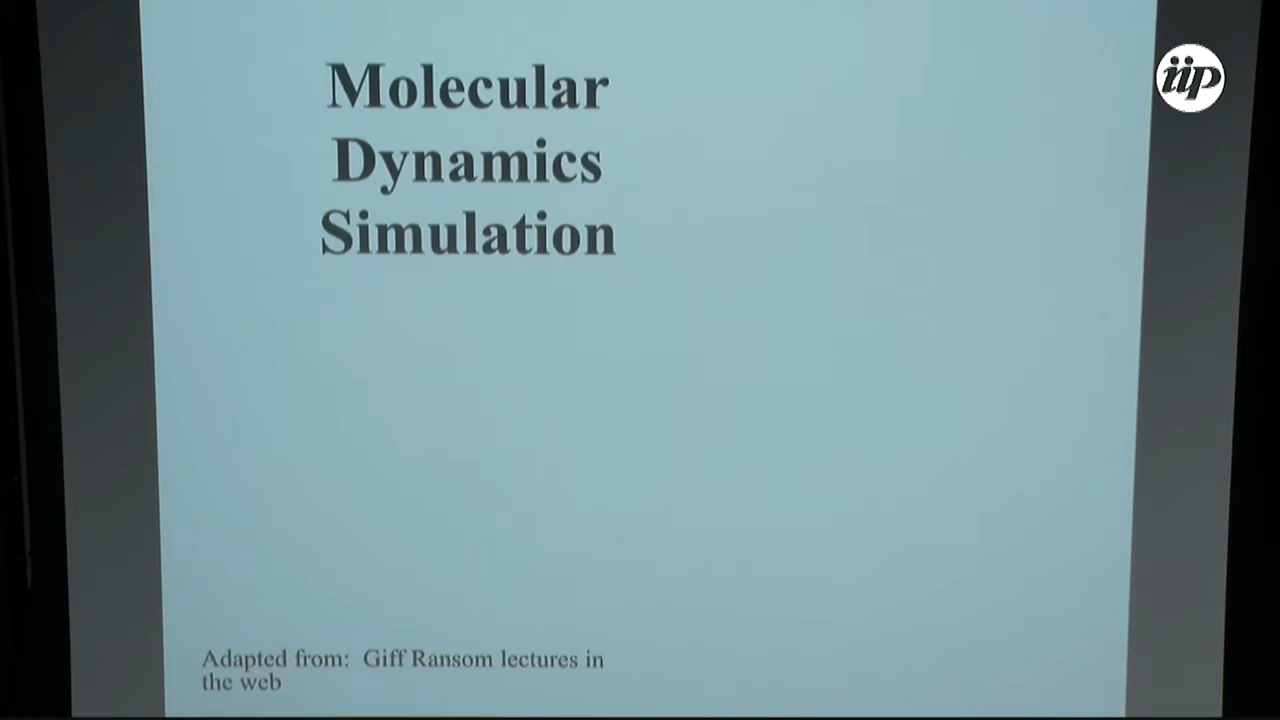 iip
Molecular
Dynamics
Simulation
Adapted from: Giff Ransom lectures in
the web